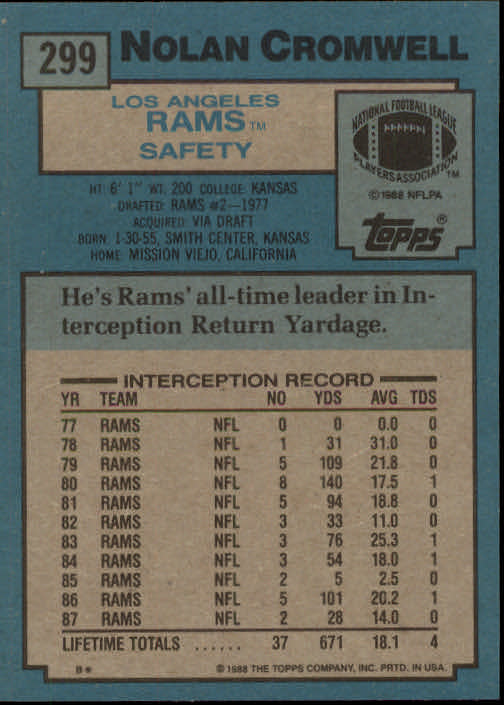 299
NOLAN CROMWELL
LOS ANGELES
RAMS TM
SAFETY
NATIONAL FOOTBALL LEAGUE
PLAYERS ASSOCIATION TM
© 1988 NFLPA
topps®
HT: 6' 1" WT: 200 COLLEGE: KANSAS
DRAFTED: RAMS #2—1977
ACQUIRED: VIA DRAFT
BORN: 1-30-55, SMITH CENTER, KANSAS
HOME: MISSION VIEJO, CALIFORNIA
He's Rams' all-time leader in In-
terception Return Yardage.
INTERCEPTION RECORD
YR TEAM NO YDS AVG TDS
77 RAMS NFL 0 0 0.0 0
78 RAMS NFL 1 31 31.0 0
79 RAMS NFL 5 109 21.8 0
80 RAMS NFL 8 140 17.5 1
81 RAMS NFL 5 94 18.8 0
82 RAMS NFL 3 33 11.0 0
83 RAMS NFL 3 76 25.3 1
84 RAMS NFL 3 54 18.0 1
85 RAMS NFL 2 5 2.5 0
86 RAMS NFL 5 101 20.2 1
87 RAMS NFL 2 28 14.0 0
LIFETIME TOTALS ...... 37 671 18.1 4
B* © 1988 THE TOPPS COMPANY, INC. PRTD. IN USA.